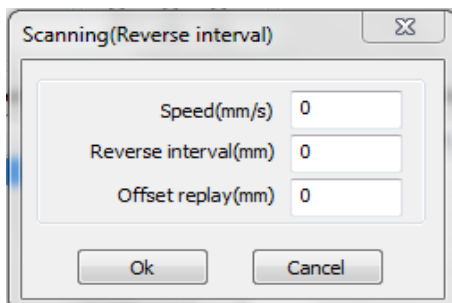 Scanning(Reverse interval)
Speed(mm/s) 0
Reverse interval(mm) 0
Offset replay(mm) 0
Ok Cancel